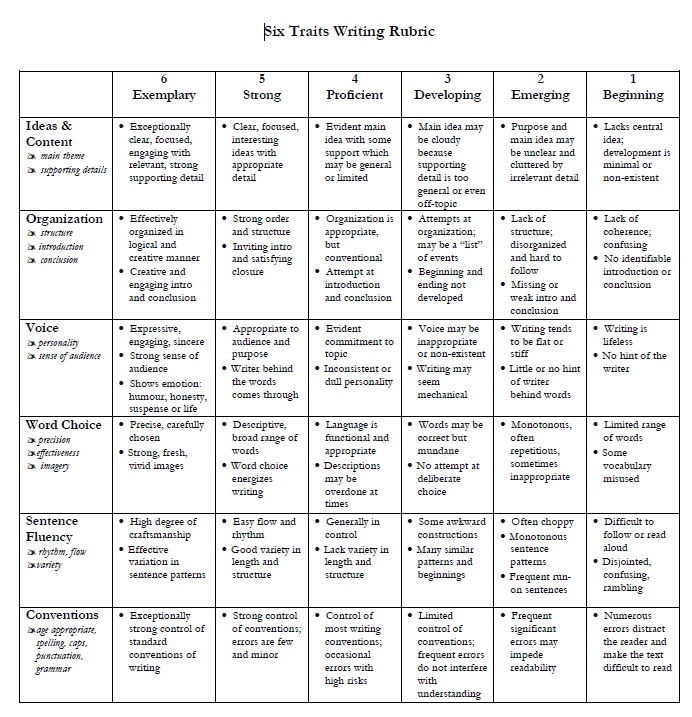 Six Traits Writing Rubric
6
Exemplary
5
Strong
4
Proficient
3
Developing
2
Emerging
1
Beginning
Ideas &
Content
main theme
supporting details
• Exceptionally
clear, focused,
engaging with
relevant, strong
supporting detail
• Clear, focused,
interesting
ideas with
appropriate
detail
• Evident main
idea with some
support which
may be general
or limited
• Main idea may
be cloudy
because
supporting
detail is too
general or even
off-topic
• Purpose and
main idea may
be unclear and
cluttered by
irrelevant detail
• Lacks central
idea;
development is
minimal or
non-existent
Organization
structure
introduction
conclusion
• Effectively
organized in
logical and
creative manner
• Creative and
engaging intro
and conclusion
• Strong order
and structure
• Inviting intro
and satisfying
closure
• Organization is
appropriate,
but
conventional
• Attempt at
introduction
and conclusion
• Attempts at
organization;
may be a “list”
of events
• Beginning and
ending not
developed
• Lack of
structure;
disorganized
and hard to
follow
• Missing or
weak intro and
conclusion
• Lack of
coherence;
confusing
• No identifiable
introduction or
conclusion
Voice
personality
sense of audience
• Expressive,
engaging, sincere
• Strong sense of
audience
• Shows emotion:
humour, honesty,
suspense or life
• Appropriate to
audience and
purpose
• Writer behind
the words
comes through
• Evident
commitment to
topic
• Inconsistent or
dull personality
• Voice may be
inappropriate
or non-existent
• Writing may
seem
mechanical
• Writing tends
to be flat or
stiff
• Little or no hint
of writer
behind words
• Writing is
lifeless
• No hint of the
writer
Word Choice
precision
effectiveness
imagery
• Precise, carefully
chosen
• Strong, fresh,
vivid images
• Descriptive,
broad range of
words
• Word choice
energizes
writing
• Language is
functional and
appropriate
• Descriptions
may be
overdone at
times
• Words may be
correct but
mundane
• No attempt at
deliberate
choice
• Monotonous,
often
repetitious,
sometimes
inappropriate
• Limited range
of words
• Some
vocabulary
misused
Sentence
Fluency
rhythm, flow
variety
• High degree of
craftsmanship
• Effective
variation in
sentence patterns
• Easy flow and
rhythm
• Good variety in
length and
structure
• Generally in
control
• Lack variety in
length and
structure
• Some awkward
constructions
• Many similar
patterns and
beginnings
• Often choppy
• Monotonous
sentence
patterns
• Frequent run-
on sentences
• Difficult to
follow or read
aloud
• Disjointed,
confusing,
rambling
Conventions
age appropriate,
spelling, caps,
punctuation,
grammar
• Exceptionally
strong control of
standard
conventions of
writing
• Strong control
of conventions;
errors are few
and minor
• Control of
most writing
conventions;
occasional
errors with
high risks
• Limited
control of
conventions;
frequent errors
do not interfere
with
understanding
• Frequent
significant
errors may
impede
readability
• Numerous
errors distract
the reader and
make the text
difficult to read